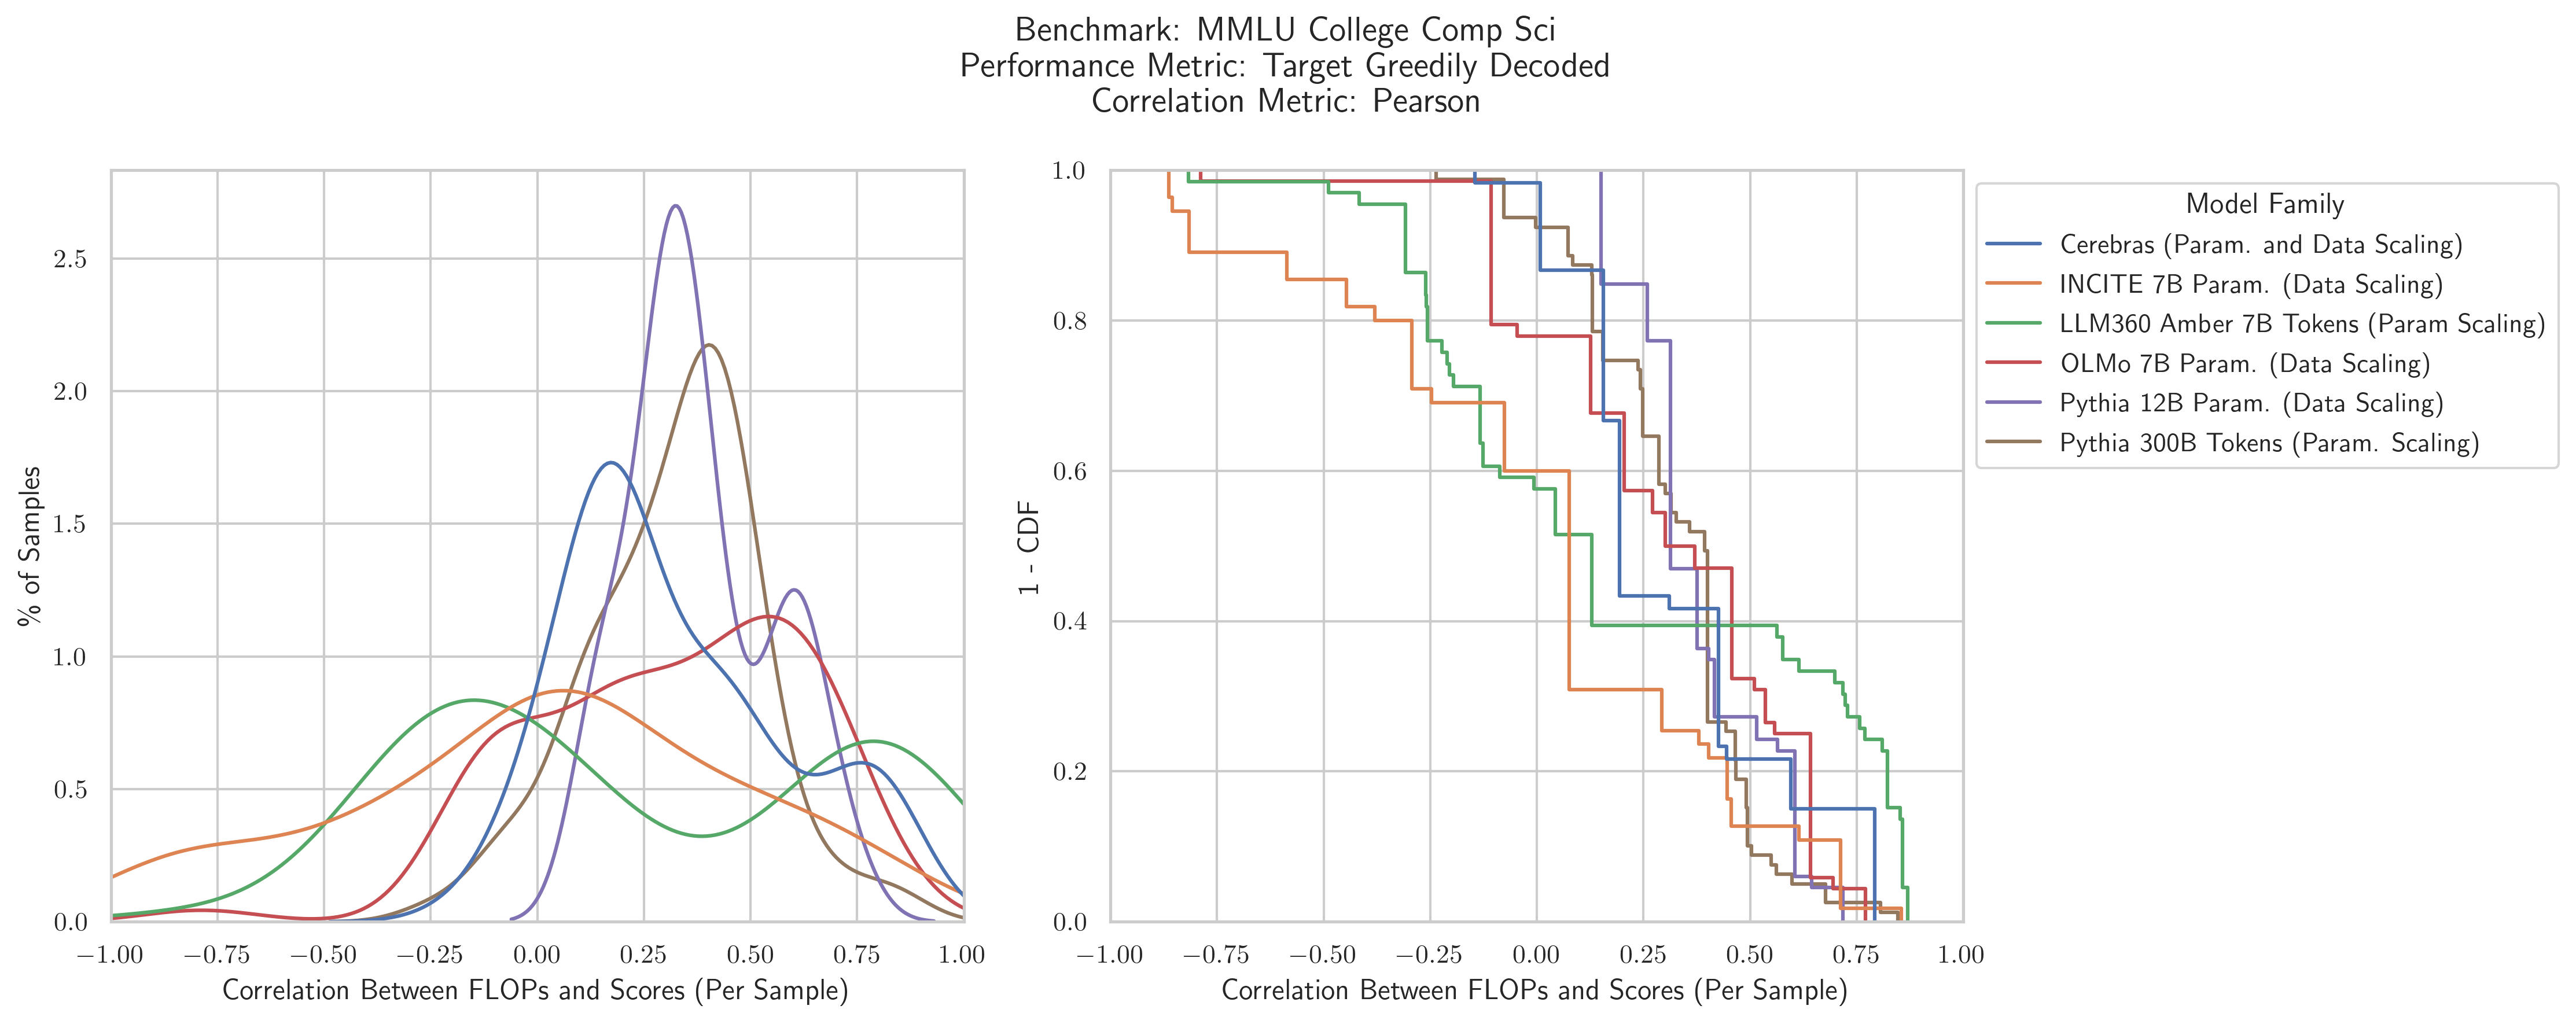 Benchmark: MMLU College Comp Sci
Performance Metric: Target Greedily Decoded
Correlation Metric: Pearson
% of Samples
2.5
2.0
1.5
1.0
0.5
0.0
−1.00 −0.75 −0.50 −0.25 0.00 0.25 0.50 0.75 1.00
Correlation Between FLOPs and Scores (Per Sample)
1 - CDF
1.0
0.8
0.6
0.4
0.2
0.0
−1.00 −0.75 −0.50 −0.25 0.00 0.25 0.50 0.75 1.00
Correlation Between FLOPs and Scores (Per Sample)
Model Family
Cerebras (Param. and Data Scaling)
INCITE 7B Param. (Data Scaling)
LLM360 Amber 7B Tokens (Param Scaling)
OLMo 7B Param. (Data Scaling)
Pythia 12B Param. (Data Scaling)
Pythia 300B Tokens (Param. Scaling)